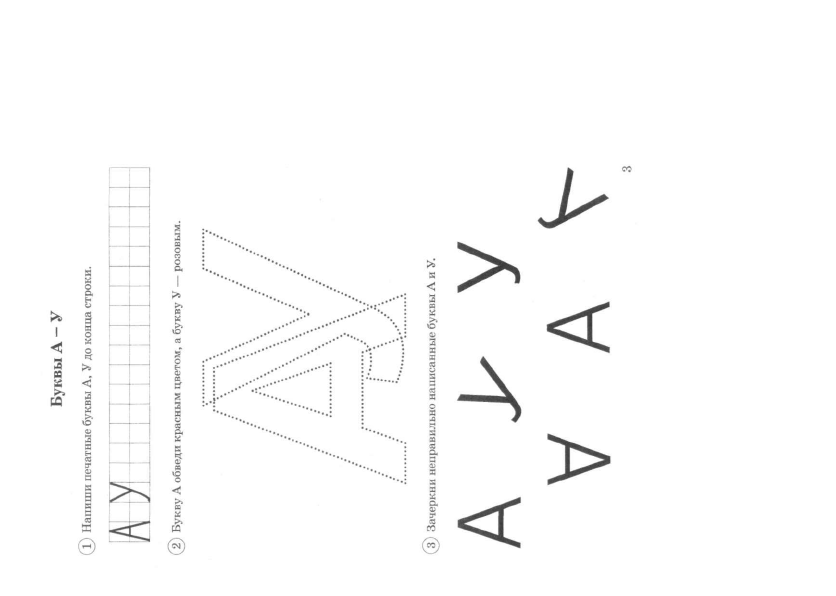 Буквы А – У
1 Напиши печатные буквы А, У до конца строки.
А У
2 Букву А обведи красным цветом, а букву У — розовым.
А У
3 Зачеркни неправильно написанные буквы А и У.
А У У
А А У
3